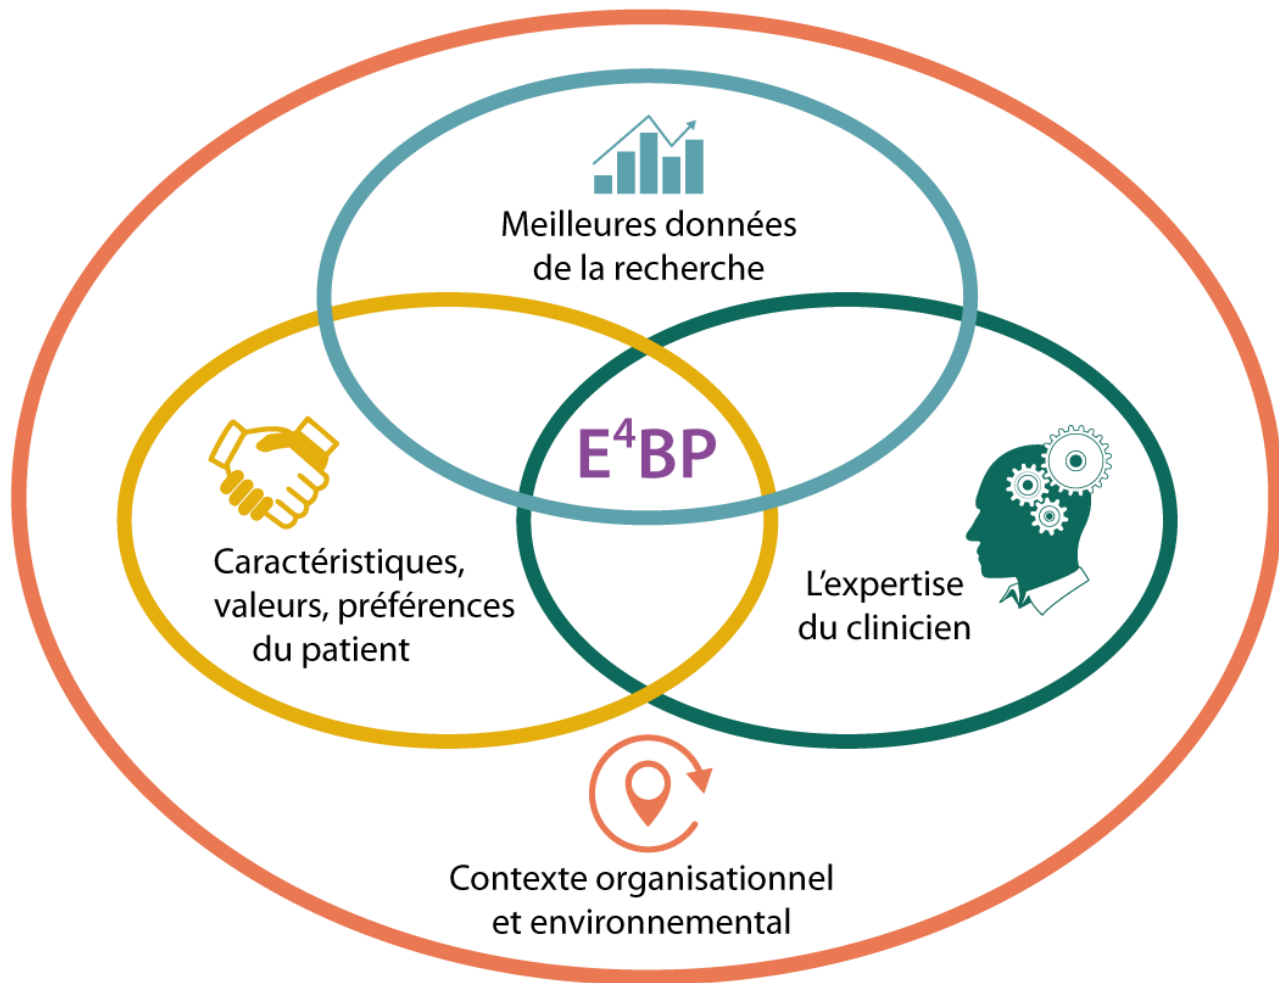 Meilleures données
de la recherche
E⁴BP
Caractéristiques,
valeurs, préférences
du patient
L’expertise
du clinicien
Contexte organisationnel
et environnemental